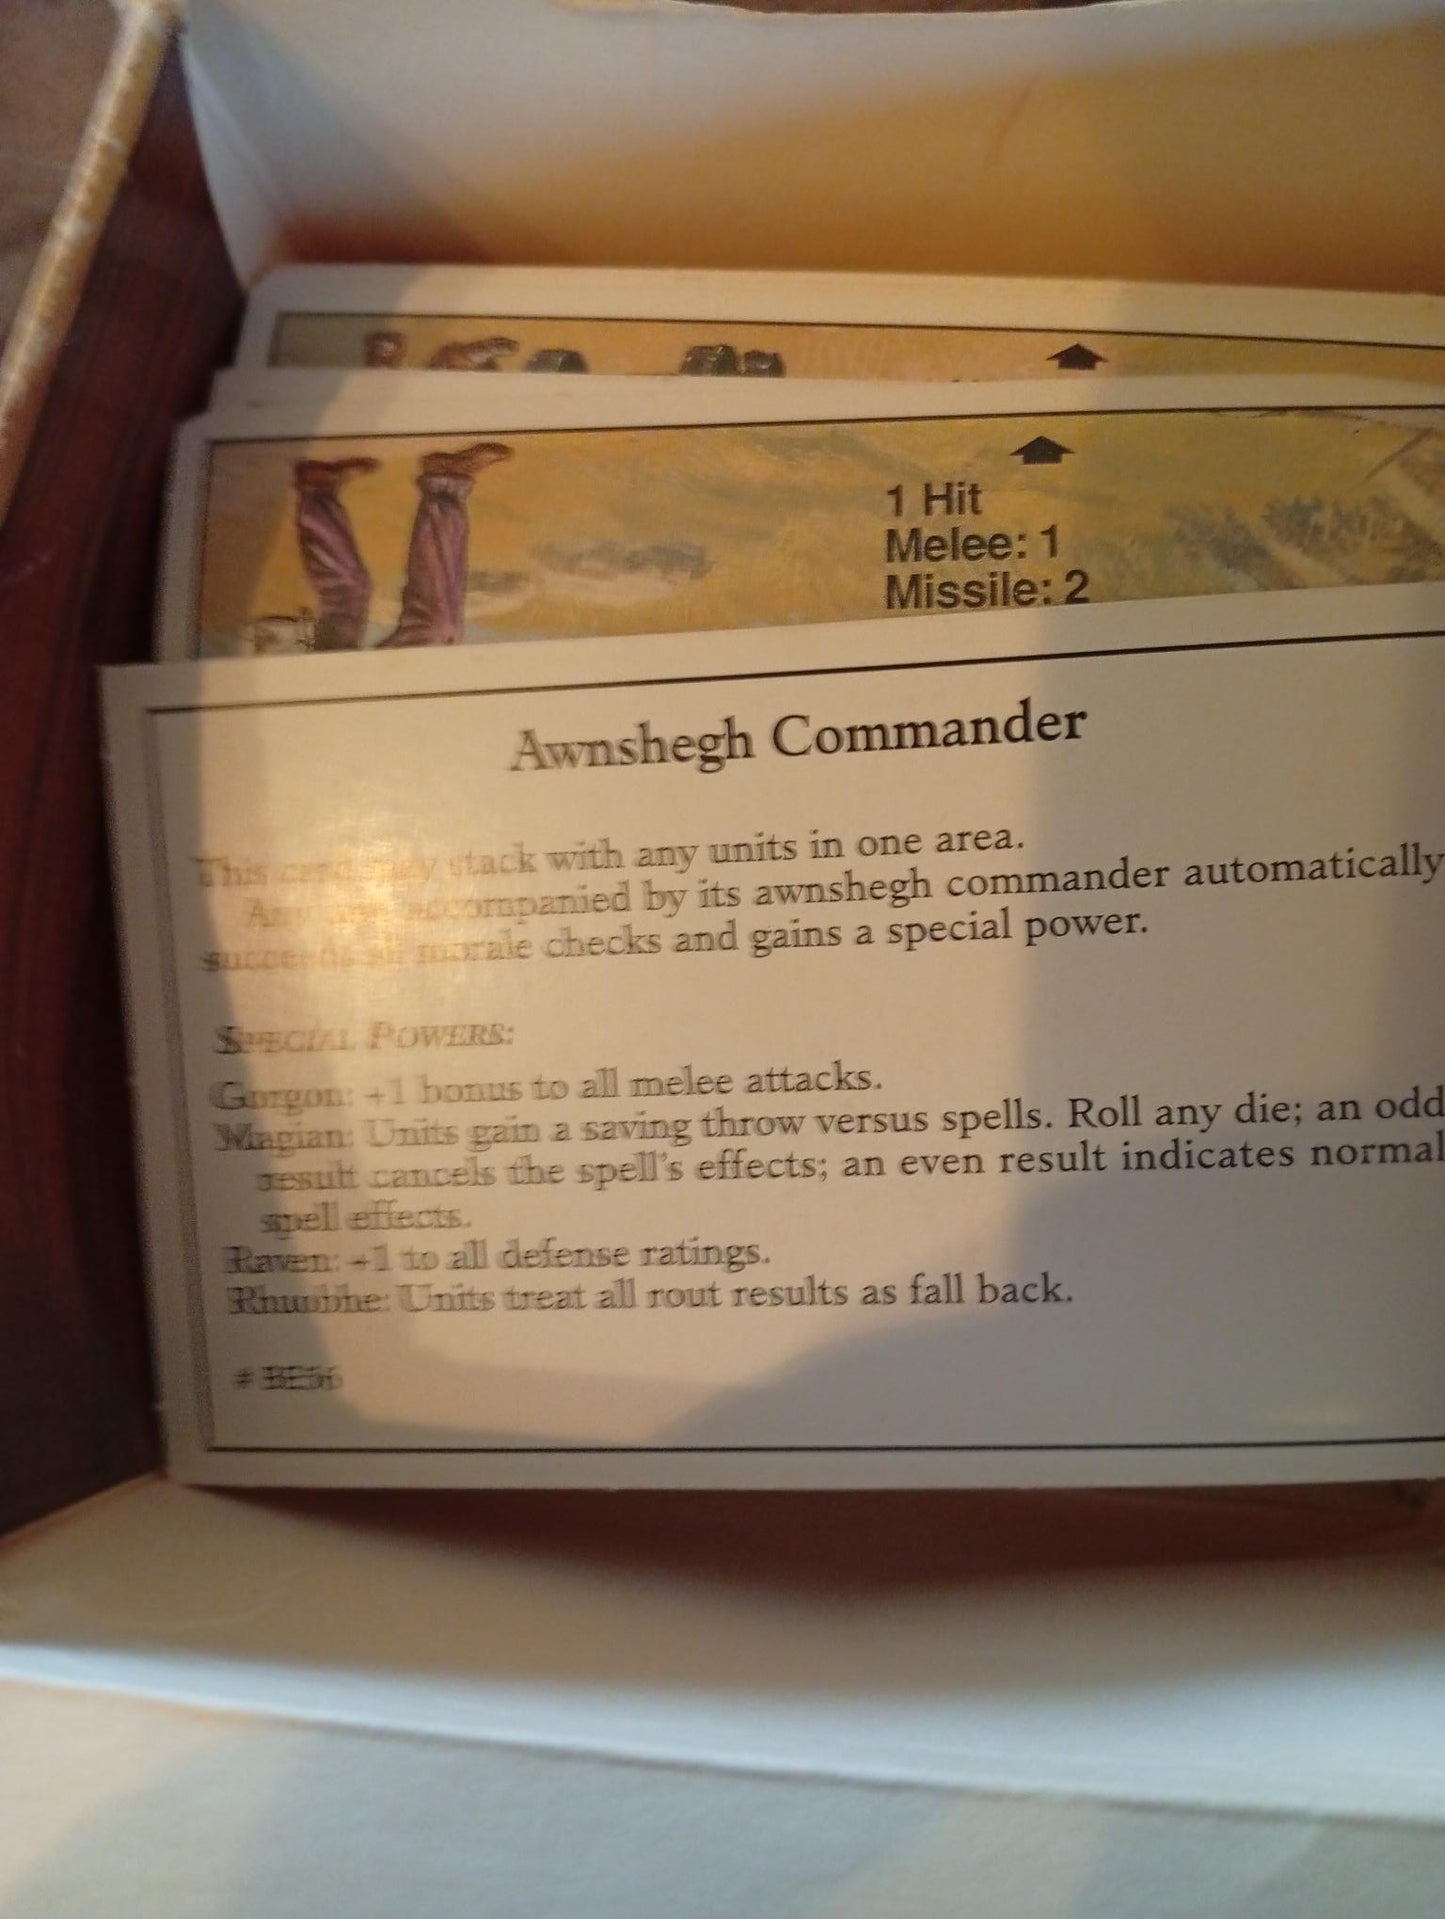 1 Hit
Melee: 1
Missile: 2
Awnshegh Commander
This card may stack with any units in one area.
Any accompanied by its awnshegh commander automatically
succeeds all morale checks and gains a special power.
SPECIAL POWERS:
Gorgon: +1 bonus to all melee attacks.
Magian: Units gain a saving throw versus spells. Roll any die; an odd
result cancels the spell's effects; an even result indicates normal
spell effects.
Raven: +1 to all defense ratings.
Rhuobhe: Units treat all rout results as fall back.
#